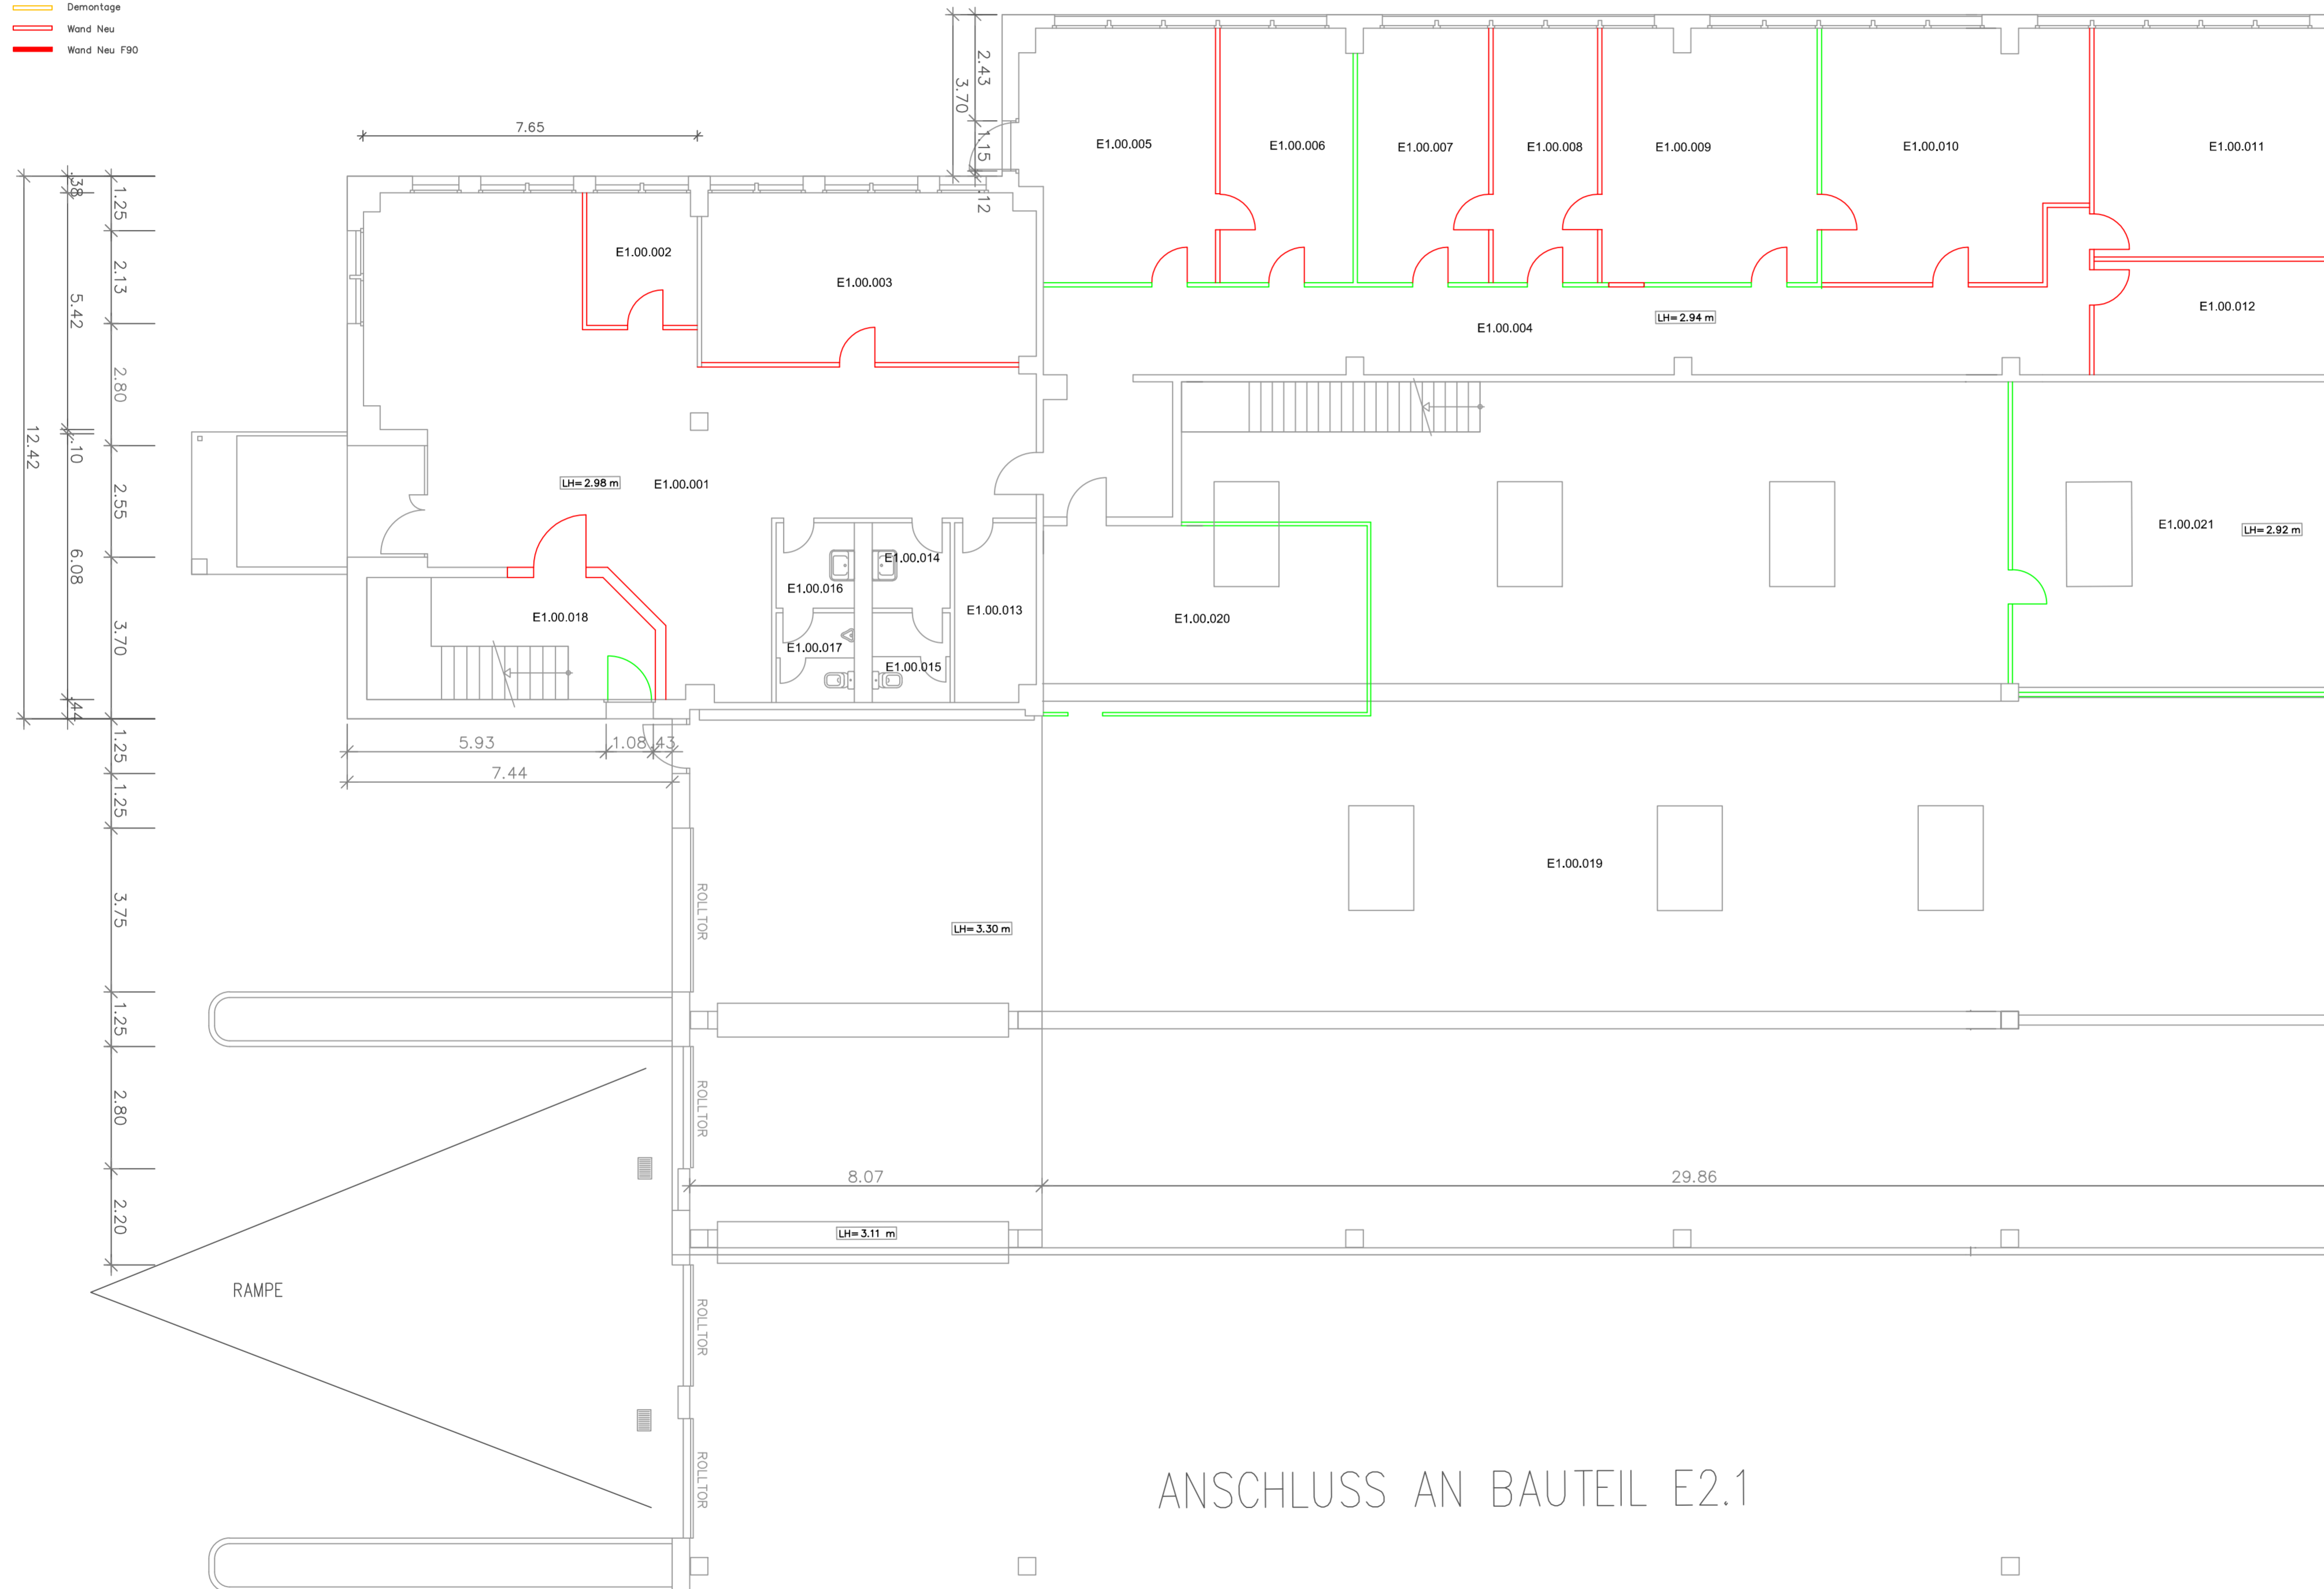 Demontage
Wand Neu
Wand Neu F90
7.65
2.43
3.70
1.15
.12
E1.00.005
E1.00.006
E1.00.007
E1.00.008
E1.00.009
E1.00.010
E1.00.011
E1.00.012
E1.00.002
E1.00.003
E1.00.004
LH= 2.94 m
.38
1.25
2.13
5.42
2.80
12.42
.10
2.55
6.08
3.70
.44
1.25
1.25
3.75
1.25
2.80
2.20
LH= 2.98 m
E1.00.001
E1.00.014
E1.00.016
E1.00.013
E1.00.017
E1.00.015
E1.00.018
E1.00.020
E1.00.021
LH= 2.92 m
5.93
1.08
.43
7.44
E1.00.019
ROLLTOR
LH= 3.30 m
ROLLTOR
8.07
29.86
LH= 3.11 m
RAMPE
ROLLTOR
ROLLTOR
ANSCHLUSS AN BAUTEIL E2.1